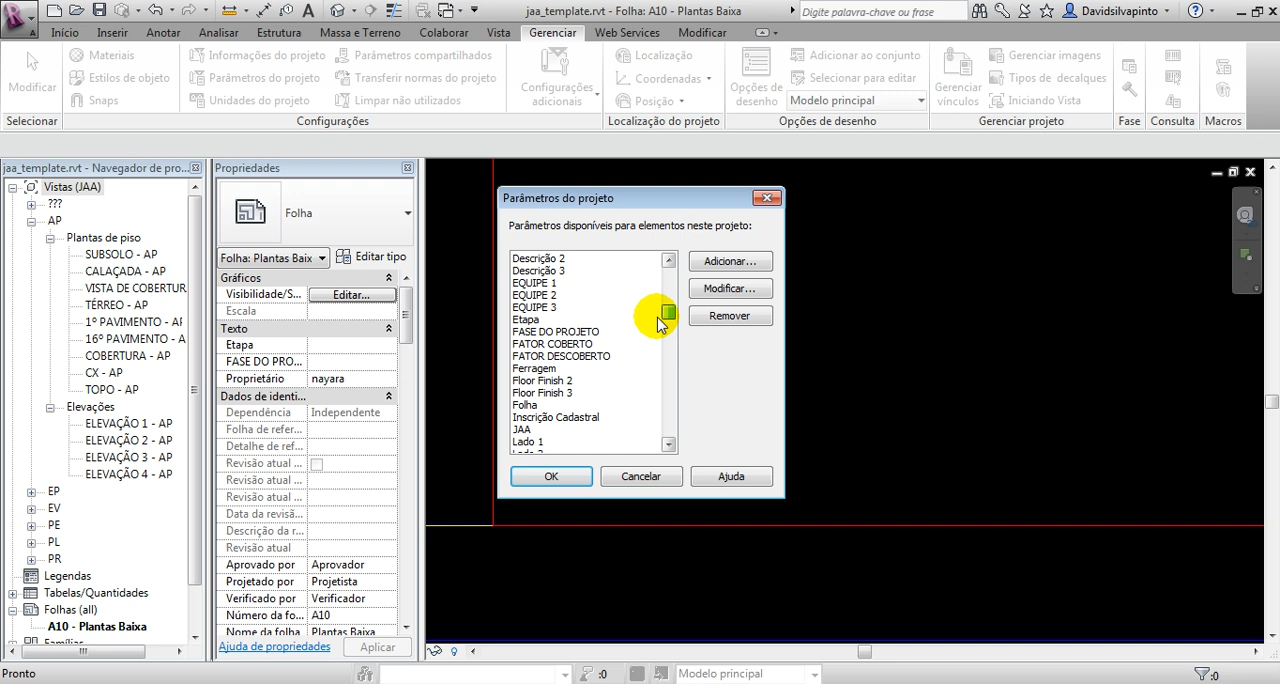 jaa_template.rvt - Folha: A10 - Plantas Baixa
Digite palavra-chave ou frase
Davidsilvapinto
Início
Inserir
Anotar
Analisar
Estrutura
Massa e Terreno
Colaborar
Vista
Gerenciar
Web Services
Modificar
Modificar
Selecionar
Materiais
Estilos de objeto
Snaps
Informações do projeto
Parâmetros do projeto
Unidades do projeto
Parâmetros compartilhados
Transferir normas do projeto
Limpar não utilizados
Configurações adicionais
Configurações
Localização
Coordenadas
Posição
Localização do projeto
Opções de desenho
Adicionar ao conjunto
Selecionar para editar
Modelo principal
Opções de desenho
Gerenciar vínculos
Gerenciar imagens
Tipos de decalques
Iniciando Vista
Gerenciar projeto
Fase
Consulta
Macros
jaa_template.rvt - Navegador de pro...
Vistas (JAA)
???
AP
Plantas de piso
SUBSOLO - AP
CALAÇADA - AP
VISTA DE COBERTUR
TÉRREO - AP
1º PAVIMENTO - AF
16º PAVIMENTO - A
COBERTURA - AP
CX - AP
TOPO - AP
Elevações
ELEVAÇÃO 1 - AP
ELEVAÇÃO 2 - AP
ELEVAÇÃO 3 - AP
ELEVAÇÃO 4 - AP
EP
EV
PE
PL
PR
Legendas
Tabelas/Quantidades
Folhas (all)
A10 - Plantas Baixa
Propriedades
Folha
Folha: Plantas Baix
Editar tipo
Gráficos
Visibilidade/S...
Editar...
Escala
Texto
Etapa
FASE DO PRO...
Proprietário nayara
Dados de identi...
Dependência Independente
Folha de refer...
Detalhe de ref...
Revisão atual ...
Revisão atual ...
Revisão atual ...
Data da revisã...
Descrição da r...
Revisão atual
Aprovado por Aprovador
Projetado por Projetista
Verificado por Verificador
Número da fo... A10
Nome da folha Plantas Baixa
Ajuda de propriedades
Aplicar
Parâmetros do projeto
Parâmetros disponíveis para elementos neste projeto:
Descrição 2
Descrição 3
EQUIPE 1
EQUIPE 2
EQUIPE 3
Etapa
FASE DO PROJETO
FATOR COBERTO
FATOR DESCOBERTO
Ferragem
Floor Finish 2
Floor Finish 3
Folha
Inscrição Cadastral
JAA
Lado 1
Adicionar...
Modificar...
Remover
OK
Cancelar
Ajuda
Pronto
:0
Modelo principal
:0